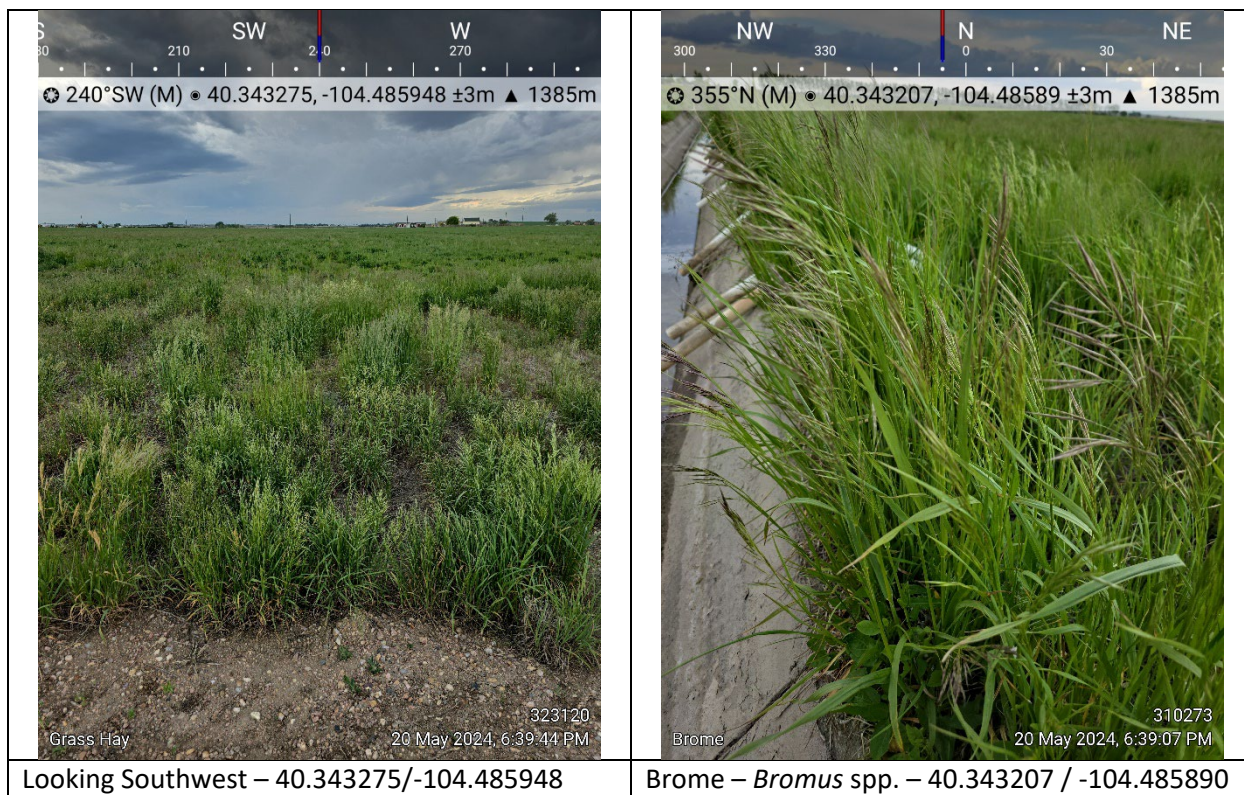 S SW W
180 210 240 270
240°SW (M) 40.343275, -104.485948 ±3m ▲ 1385m
323120
Grass Hay 20 May 2024, 6:39:44 PM
Looking Southwest – 40.343275/-104.485948
NW N NE
300 330 0 30
355°N (M) 40.343207, -104.48589 ±3m ▲ 1385m
310273
Brome 20 May 2024, 6:39:07 PM
Brome – Bromus spp. – 40.343207 / -104.485890